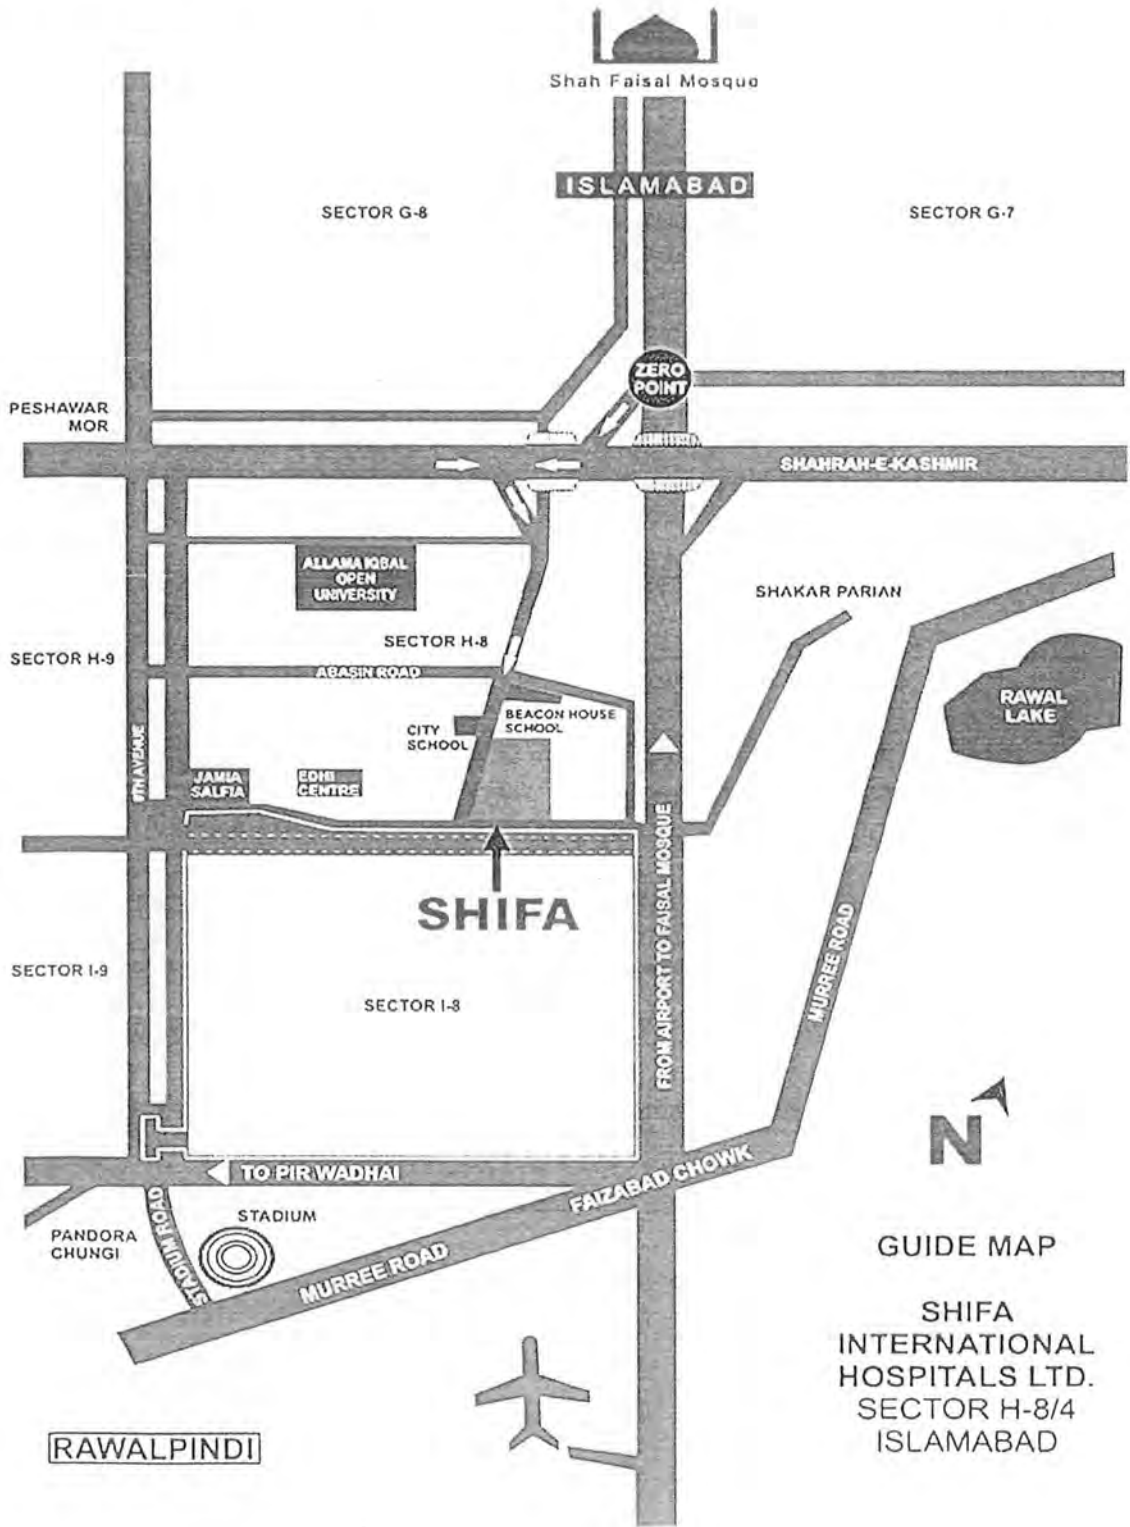 Shah Faisal Mosque
ISLAMABAD
SECTOR G-8
SECTOR G-7
ZERO
POINT
PESHAWAR
MOR
SHAHRAH-E-KASHMIR
ALLAMA IQBAL
OPEN
UNIVERSITY
SHAKAR PARIAN
SECTOR H-8
SECTOR H-9
ABASIN ROAD
RAWAL
LAKE
BEACON HOUSE
SCHOOL
CITY
SCHOOL
9TH AVENUE
JAMIA
SALFIA
EDHI
CENTRE
FROM AIRPORT TO FAISAL MOSQUE
SHIFA
MURREE ROAD
SECTOR I-9
SECTOR I-8
N
TO PIR WADHAI
FAIZABAD CHOWK
STADIUM ROAD
STADIUM
PANDORA
CHUNGI
MURREE ROAD
GUIDE MAP
SHIFA
INTERNATIONAL
HOSPITALS LTD.
SECTOR H-8/4
ISLAMABAD
RAWALPINDI